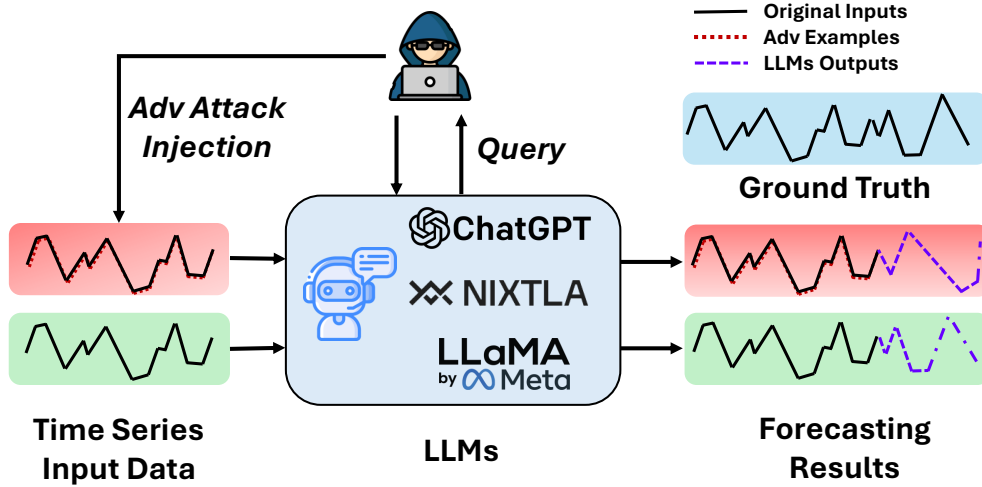 Original Inputs
Adv Examples
LLMs Outputs
Adv Attack
Injection
Query
Ground Truth
ChatGPT
NIXTLA
LLaMA
by Meta
Time Series
Input Data
LLMs
Forecasting
Results